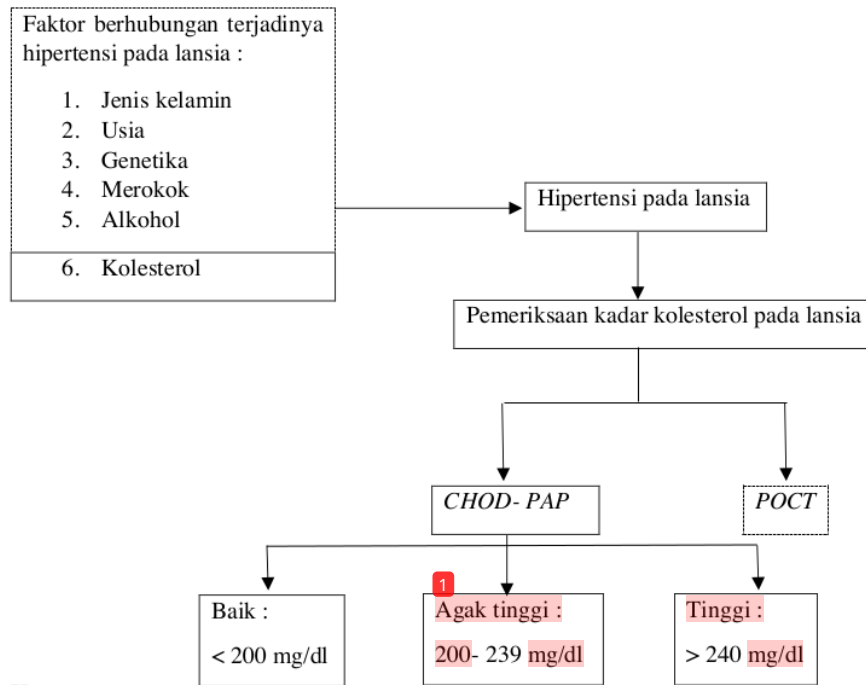 Faktor berhubungan terjadinya
hipertensi pada lansia :
1. Jenis kelamin
2. Usia
3. Genetika
4. Merokok
5. Alkohol
6. Kolesterol
Hipertensi pada lansia
Pemeriksaan kadar kolesterol pada lansia
CHOD- PAP
POCT
Baik :
< 200 mg/dl
1
Agak tinggi :
200- 239 mg/dl
Tinggi :
> 240 mg/dl